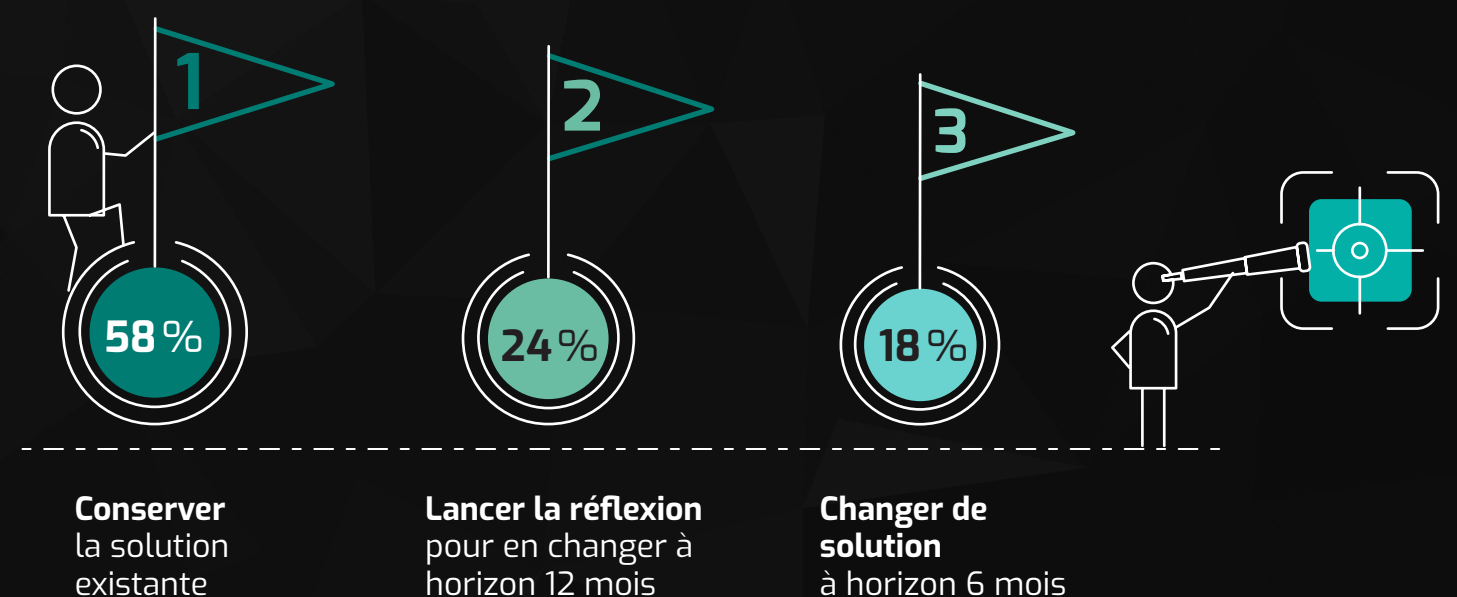 1
2
3
58 %
24 %
18 %
Conserver
la solution
existante
Lancer la réflexion
pour en changer à
horizon 12 mois
Changer de
solution
à horizon 6 mois